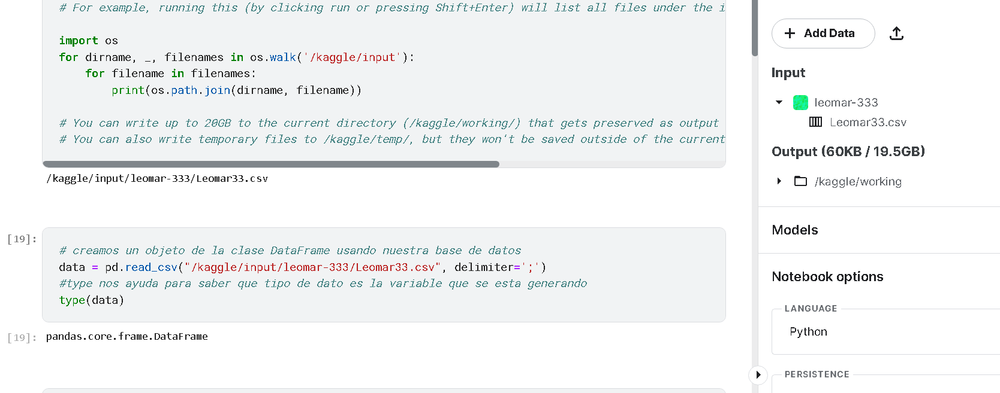 # For example, running this (by clicking run or pressing Shift+Enter) will list all files under the i
import os
for dirname, _, filenames in os.walk('/kaggle/input'):
    for filename in filenames:
        print(os.path.join(dirname, filename))
# You can write up to 20GB to the current directory (/kaggle/working/) that gets preserved as output
# You can also write temporary files to /kaggle/temp/, but they won't be saved outside of the current
/kaggle/input/leomar-333/Leomar33.csv
[19]:
# creamos un objeto de la clase DataFrame usando nuestra base de datos
data = pd.read_csv("/kaggle/input/leomar-333/Leomar33.csv", delimiter=';')
#type nos ayuda para saber que tipo de dato es la variable que se esta generando
type(data)
[19]:
pandas.core.frame.DataFrame
+ Add Data
Input
leomar-333
Leomar33.csv
Output (60KB / 19.5GB)
/kaggle/working
Models
Notebook options
LANGUAGE
Python
PERSISTENCE